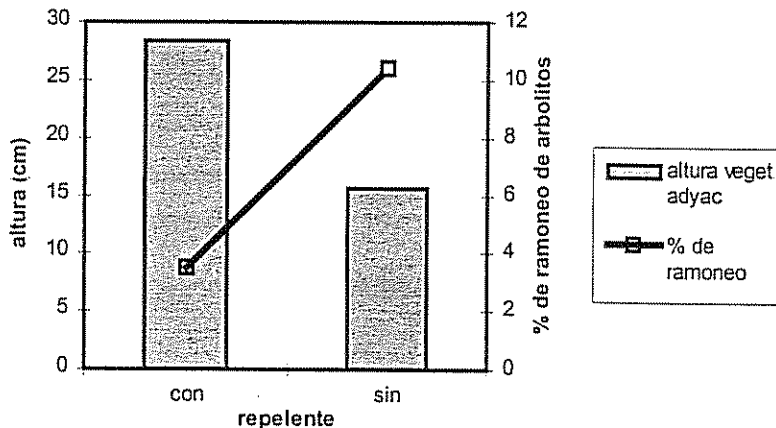 altura (cm)
30
25
20
15
10
5
0
12
10
8
6
4
2
0
% de ramoneo de arbolitos
con
sin
repelente
altura veget.
adyac
% de
ramoneo